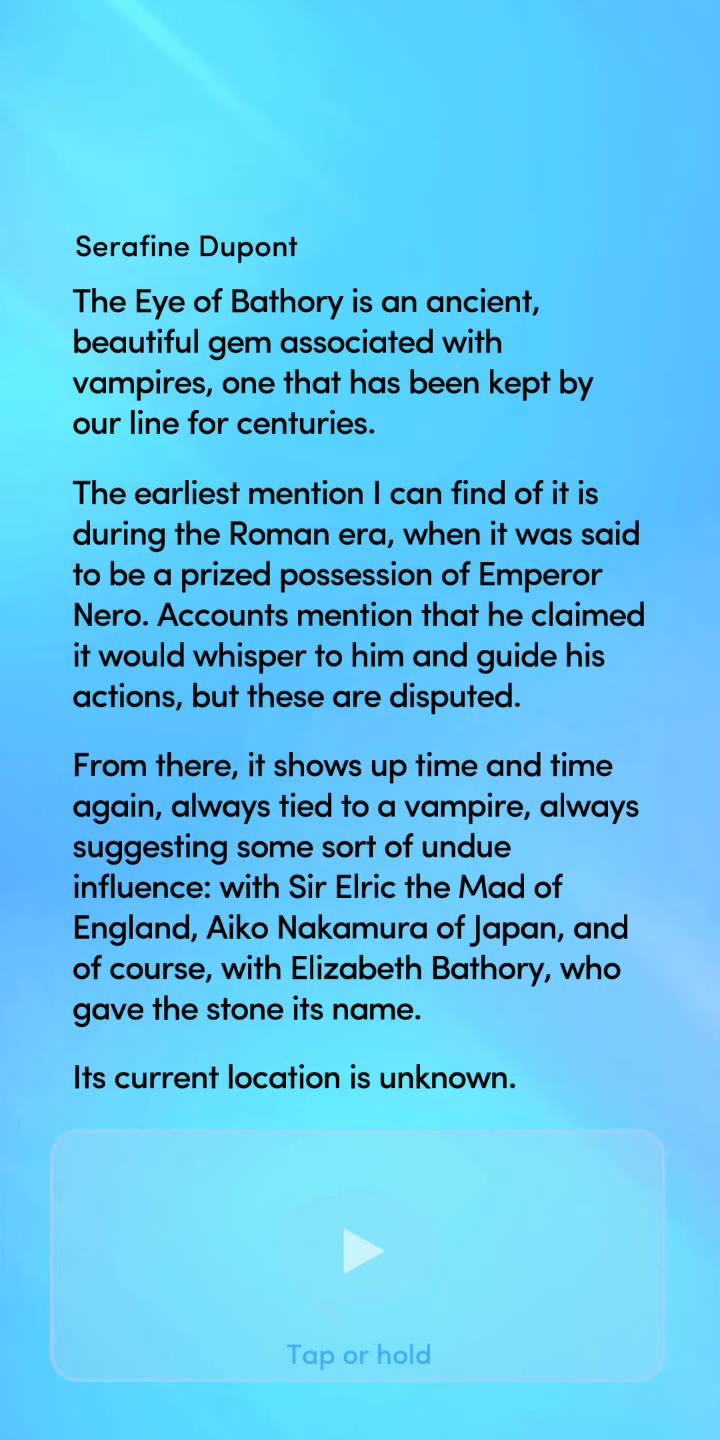 Serafine Dupont
The Eye of Bathory is an ancient,
beautiful gem associated with
vampires, one that has been kept by
our line for centuries.
The earliest mention I can find of it is
during the Roman era, when it was said
to be a prized possession of Emperor
Nero. Accounts mention that he claimed
it would whisper to him and guide his
actions, but these are disputed.
From there, it shows up time and time
again, always tied to a vampire, always
suggesting some sort of undue
influence: with Sir Elric the Mad of
England, Aiko Nakamura of Japan, and
of course, with Elizabeth Bathory, who
gave the stone its name.
Its current location is unknown.
Tap or hold